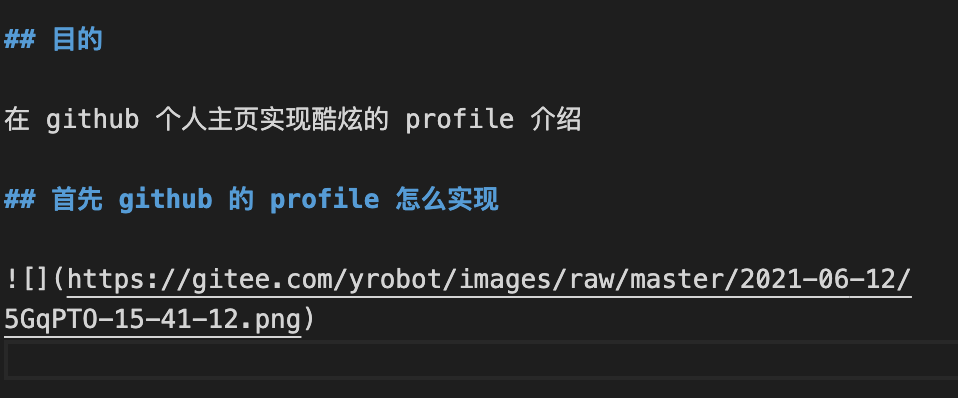 ## 目的
在 github 个人主页实现酷炫的 profile 介绍
## 首先 github 的 profile 怎么实现
![](https://gitee.com/yrobot/images/raw/master/2021-06-12/
5GqPTO-15-41-12.png)